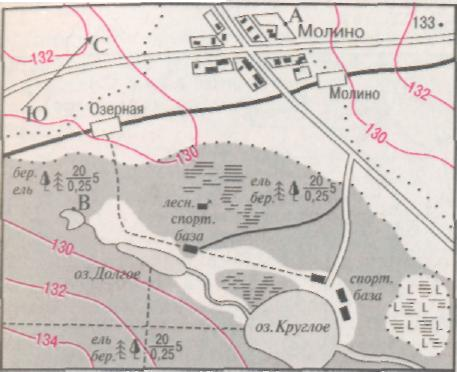 А
133
Молино
132
С
132
Молино
Ю
Озерная
130
130
бер.
ель
20
0,25
5
ель
бер.
20
0,25
5
лесн.
спорт.
база
В
130
оз. Долгое
спорт.
база
132
оз. Круглое
134
ель
бер.
20
0,25
5
L L
L L
L L L
L L